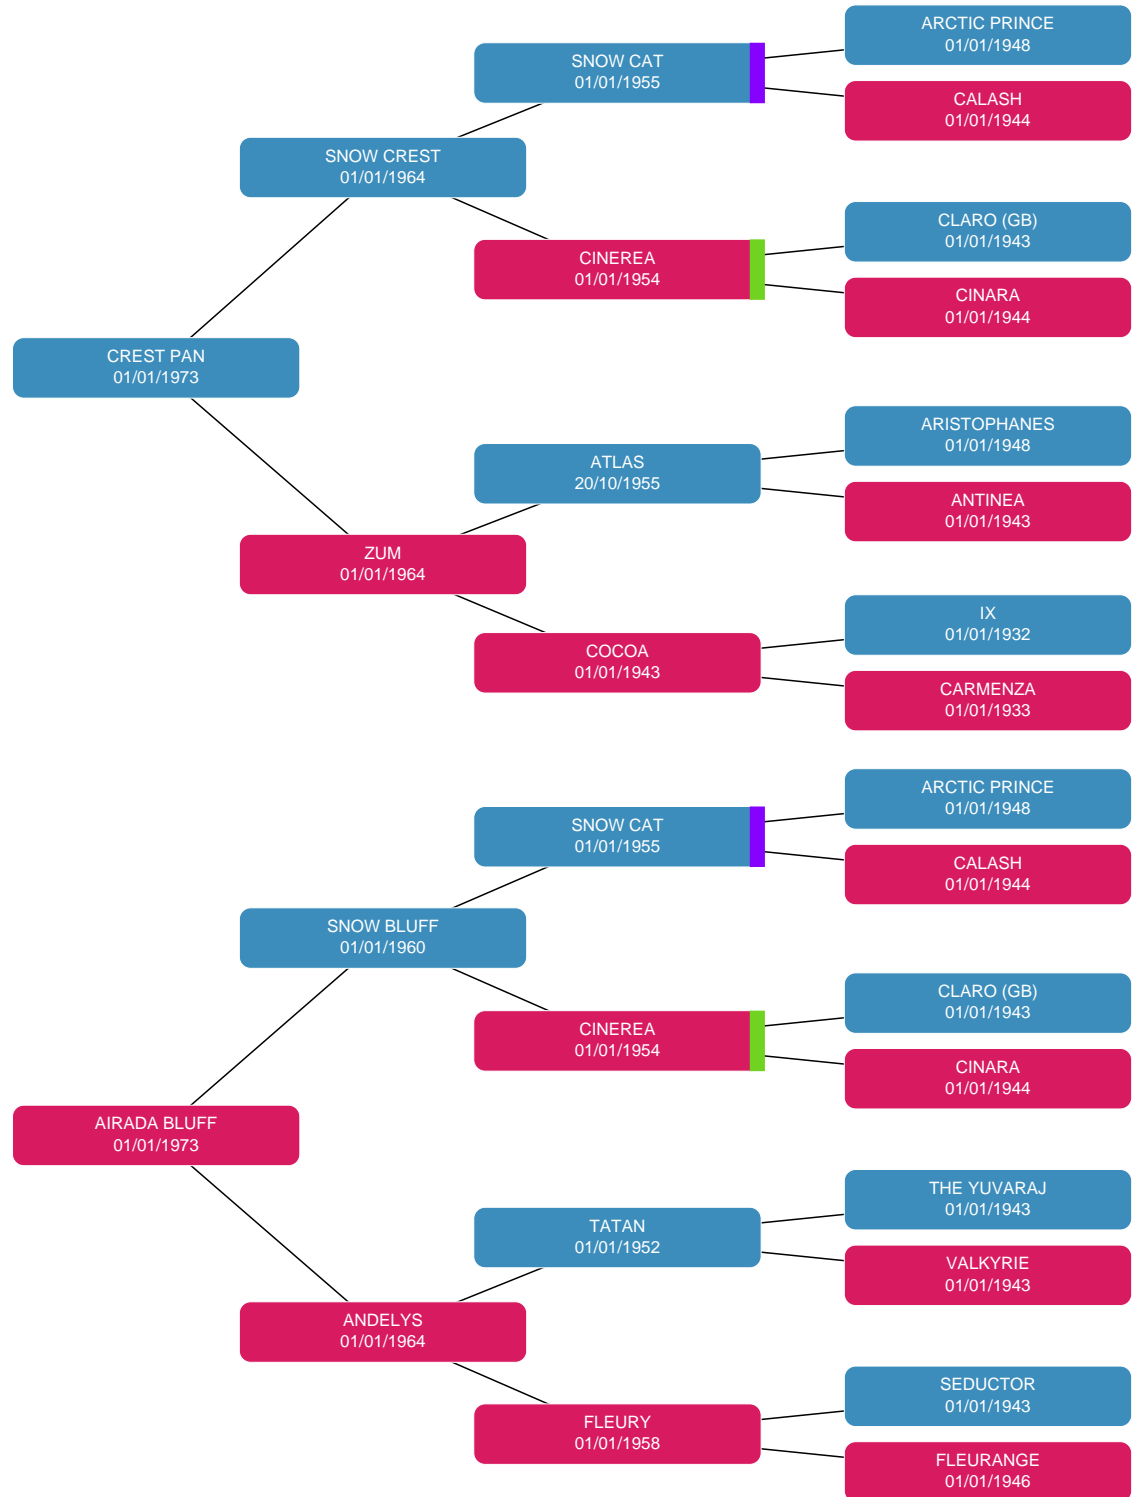 ARCTIC PRINCE
01/01/1948
SNOW CAT
01/01/1955
CALASH
01/01/1944
SNOW CREST
01/01/1964
CLARO (GB)
01/01/1943
CINEREA
01/01/1954
CINARA
01/01/1944
CREST PAN
01/01/1973
ARISTOPHANES
01/01/1948
ATLAS
20/10/1955
ANTINEA
01/01/1943
ZUM
01/01/1964
IX
01/01/1932
COCOA
01/01/1943
CARMENZA
01/01/1933
ARCTIC PRINCE
01/01/1948
SNOW CAT
01/01/1955
CALASH
01/01/1944
SNOW BLUFF
01/01/1960
CLARO (GB)
01/01/1943
CINEREA
01/01/1954
CINARA
01/01/1944
AIRADA BLUFF
01/01/1973
THE YUVARAJ
01/01/1943
TATAN
01/01/1952
VALKYRIE
01/01/1943
ANDELYS
01/01/1964
SEDUCTOR
01/01/1943
FLEURY
01/01/1958
FLEURANGE
01/01/1946